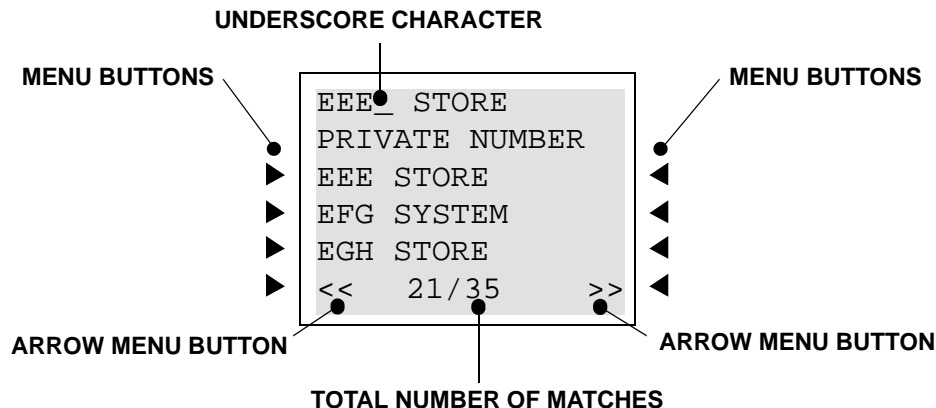 UNDERSCORE CHARACTER
MENU BUTTONS
MENU BUTTONS
EEE_ STORE
PRIVATE NUMBER
EEE STORE
EFG SYSTEM
EGH STORE
<< 21/35 >>
ARROW MENU BUTTON
ARROW MENU BUTTON
TOTAL NUMBER OF MATCHES